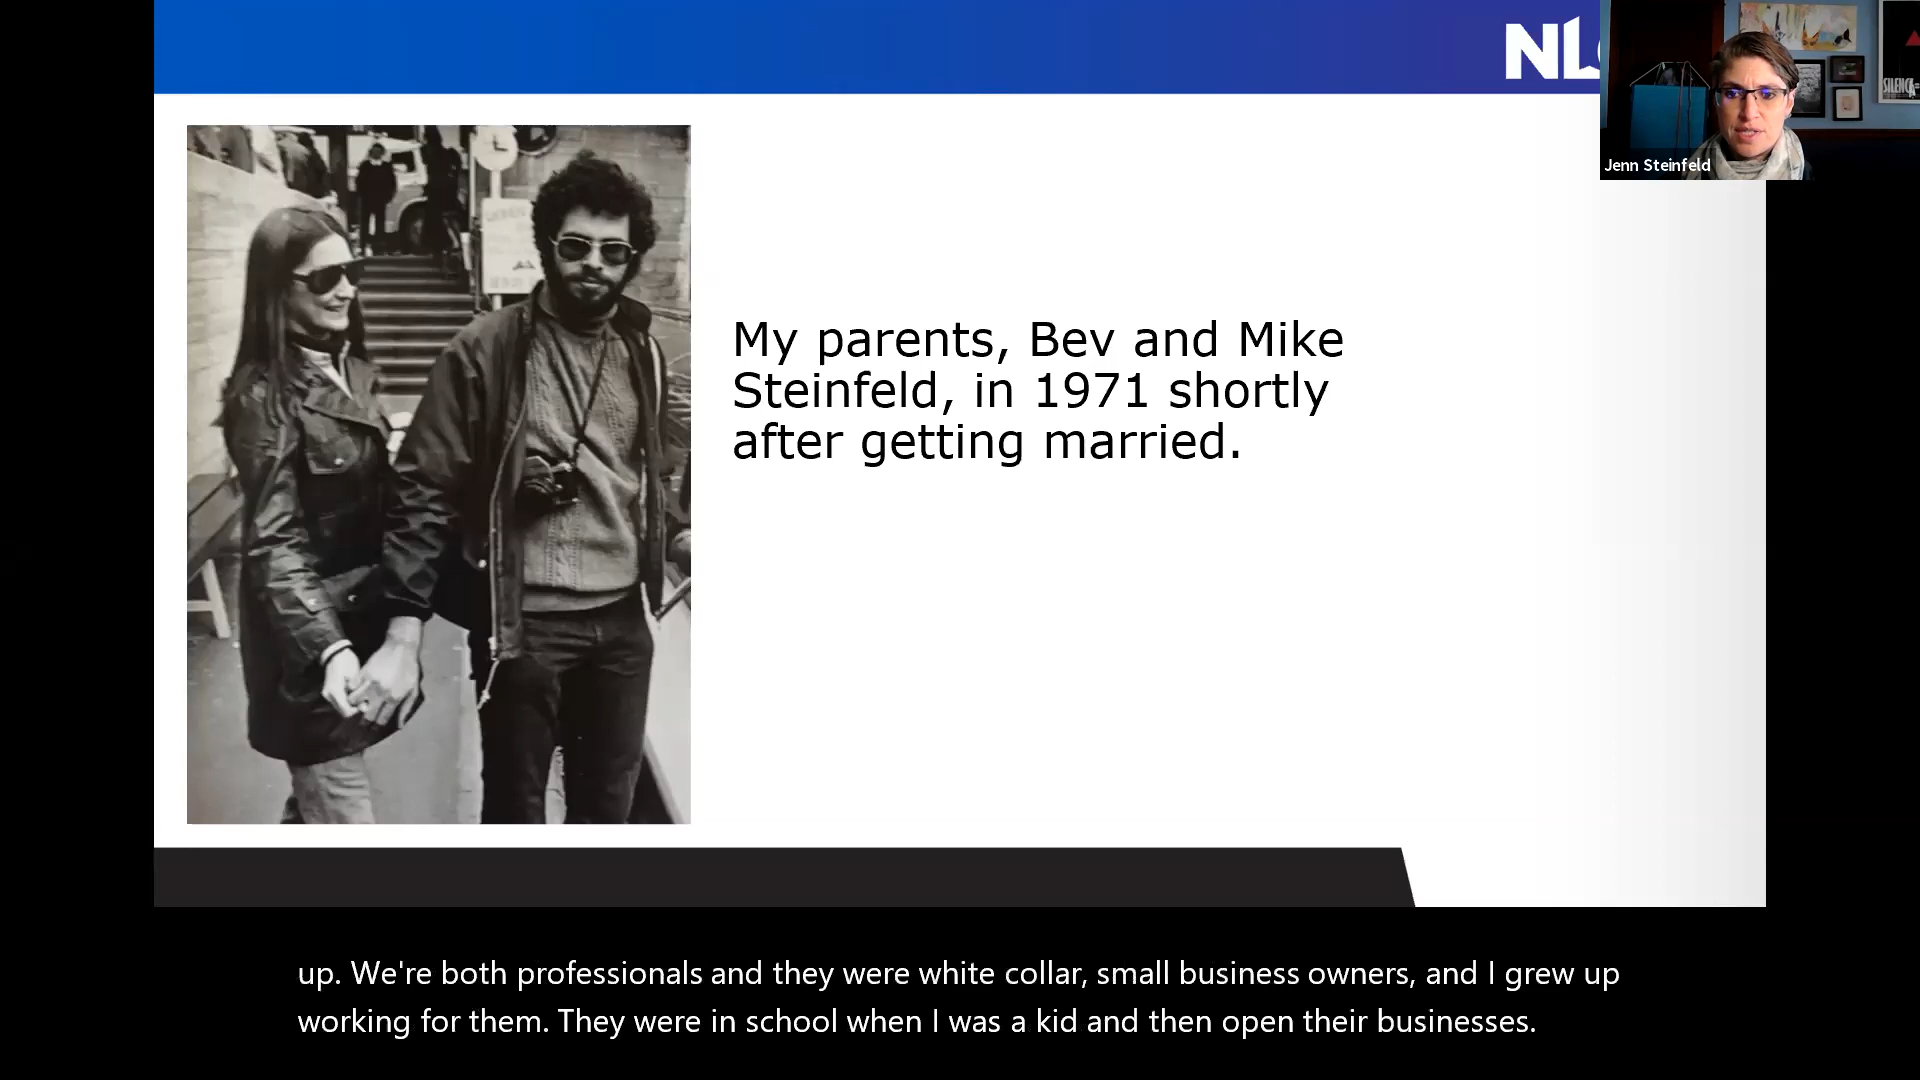 NL
Jenn Steinfeld
My parents, Bev and Mike
Steinfeld, in 1971 shortly
after getting married.
up. We're both professionals and they were white collar, small business owners, and I grew up
working for them. They were in school when I was a kid and then open their businesses.